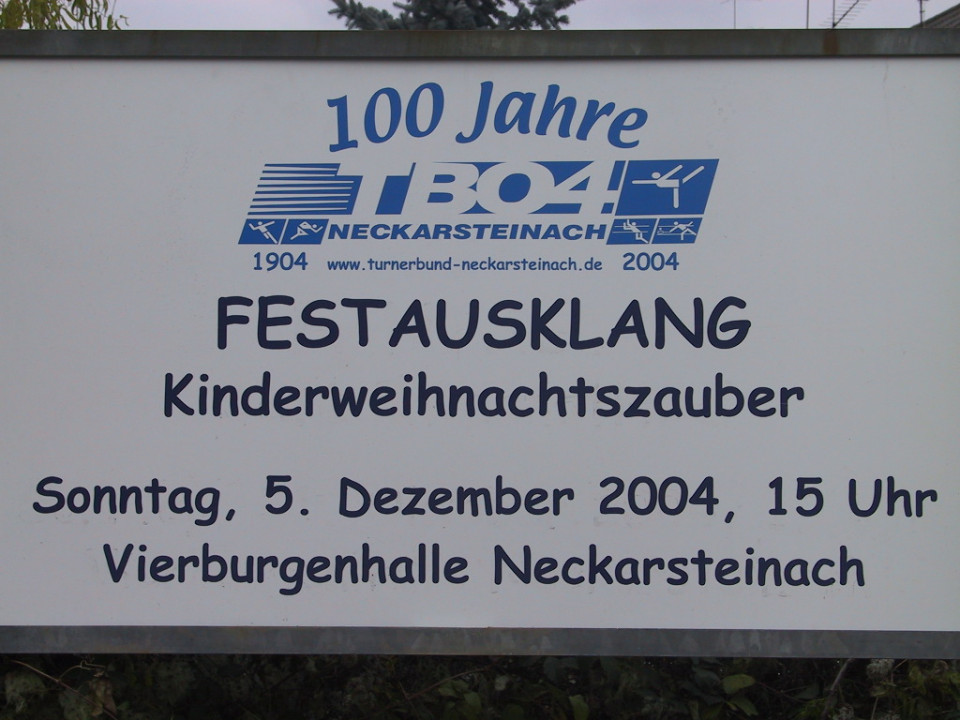 100 Jahre
TB04!
NECKARSTEINACH
1904 www.turnerbund-neckarsteinach.de 2004
FESTAUSKLANG
Kinderweihnachtszauber
Sonntag, 5. Dezember 2004, 15 Uhr
Vierburgenhalle Neckarsteinach